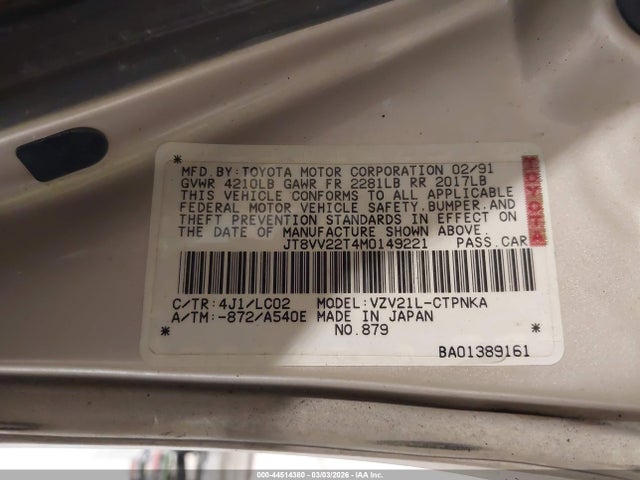 MFD.BY:TOYOTA MOTOR CORPORATION 02/91
GVWR 4210LB GAWR FR 2281LB RR 2017LB
THIS VEHICLE CONFORMS TO ALL APPLICABLE
FEDERAL MOTOR VEHICLE SAFETY,BUMPER,AND
THEFT PREVENTION STANDARDS IN EFFECT ON
THE DATE OF MANUFACTURE SHOWN ABOVE.
JT8VV22T4M0149221 PASS.CAR
TOYOTA
C/TR:4J1/LC02 MODEL:VZV21L-CTPNKA
A/TM:-872/A540E MADE IN JAPAN
NO.879
BA01389161
000-44514380 - 03/03/2026 - IAA Inc.